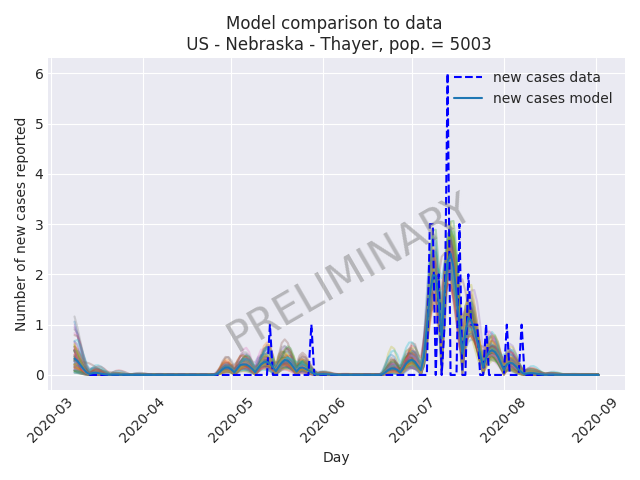 Model comparison to data
US - Nebraska - Thayer, pop. = 5003
Number of new cases reported
6
5
4
3
2
1
0
new cases data
new cases model
PRELIMINARY
2020-03
2020-04
2020-05
2020-06
2020-07
2020-08
2020-09
Day